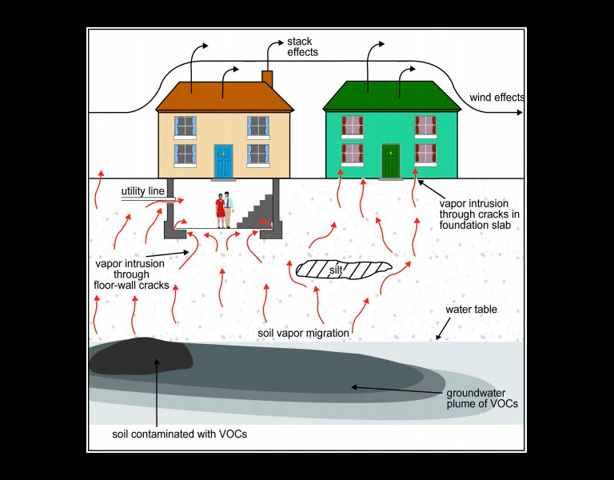 stack
effects
wind effects
utility line
vapor intrusion
through cracks in
foundation slab
vapor intrusion
through
floor-wall cracks
silt
water table
soil vapor migration
groundwater
plume of VOCs
soil contaminated with VOCs